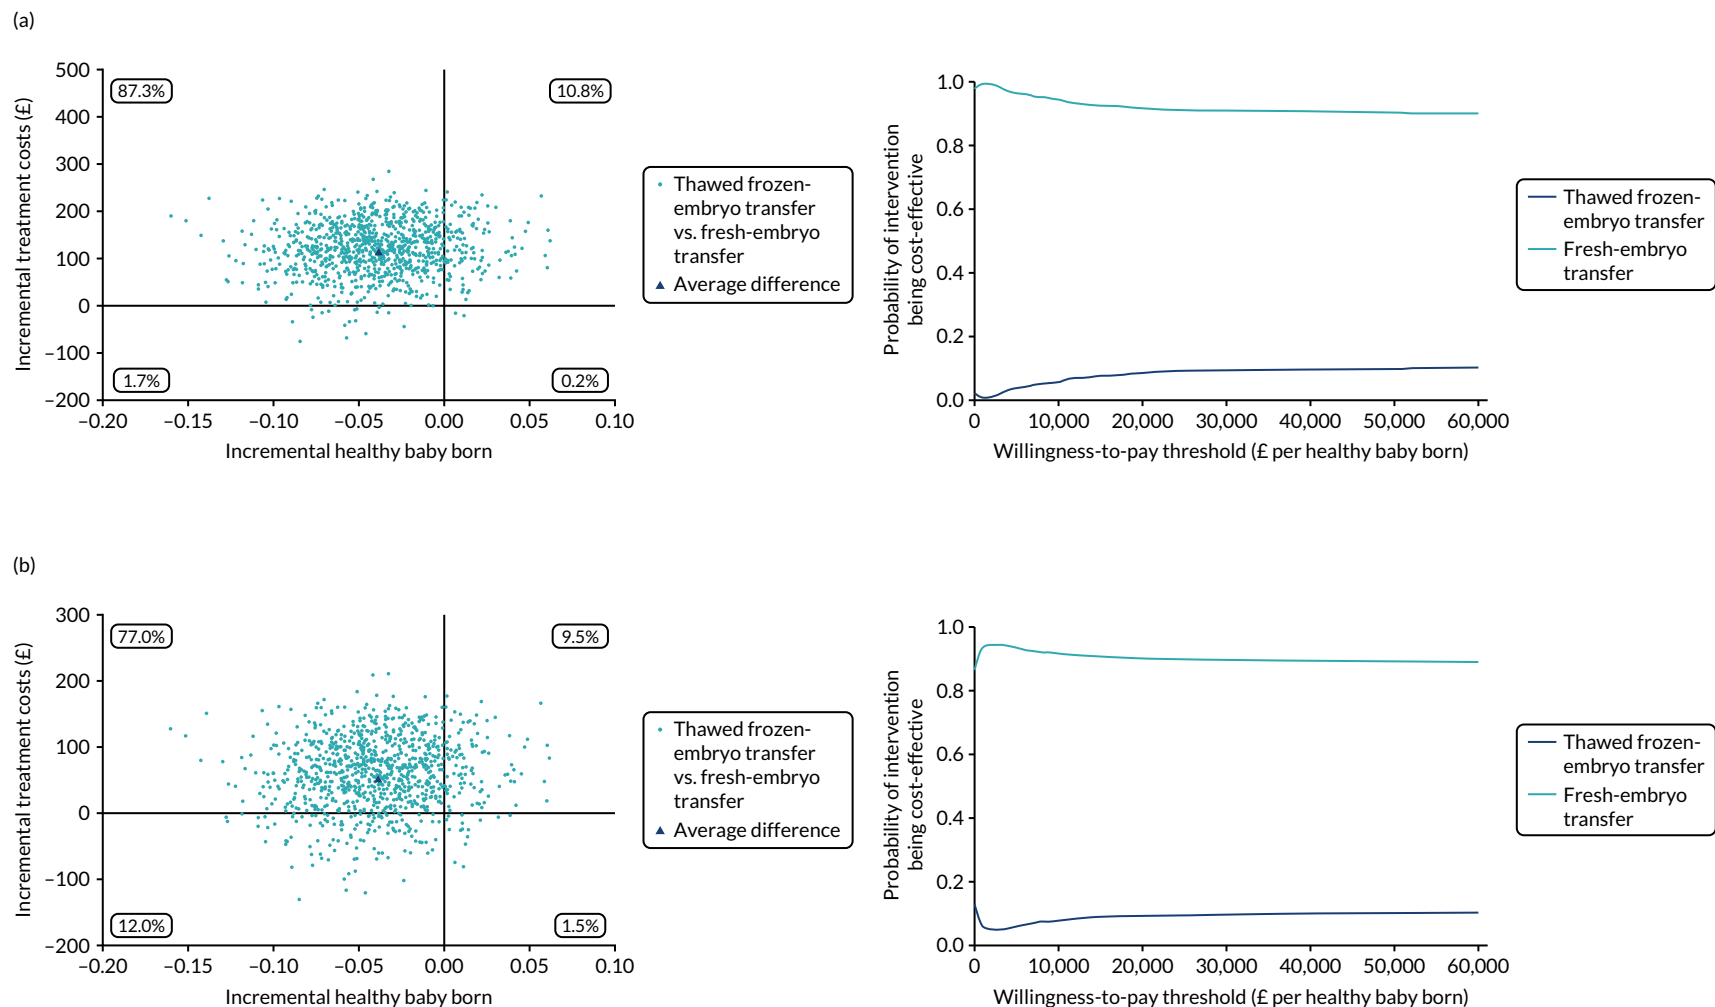 (a)
500
400
300
200
100
0
−100
−200
Incremental treatment costs (£)
87.3%
10.8%
1.7%
0.2%
−0.20
−0.15
−0.10
−0.05
0.00
0.05
0.10
Incremental healthy baby born
Thawed frozen-
embryo transfer
vs. fresh-embryo
transfer
Average difference
1.0
0.8
0.6
0.4
0.2
0.0
Probability of intervention
being cost-effective
0
10,000
20,000
30,000
40,000
50,000
60,000
Willingness-to-pay threshold (£ per healthy baby born)
Thawed frozen-
embryo transfer
Fresh-embryo
transfer
(b)
300
200
100
0
−100
−200
Incremental treatment costs (£)
77.0%
9.5%
12.0%
1.5%
−0.20
−0.15
−0.10
−0.05
0.00
0.05
0.10
Incremental healthy baby born
Thawed frozen-
embryo transfer
vs. fresh-embryo
transfer
Average difference
1.0
0.8
0.6
0.4
0.2
0.0
Probability of intervention
being cost-effective
0
10,000
20,000
30,000
40,000
50,000
60,000
Willingness-to-pay threshold (£ per healthy baby born)
Thawed frozen-
embryo transfer
Fresh-embryo
transfer